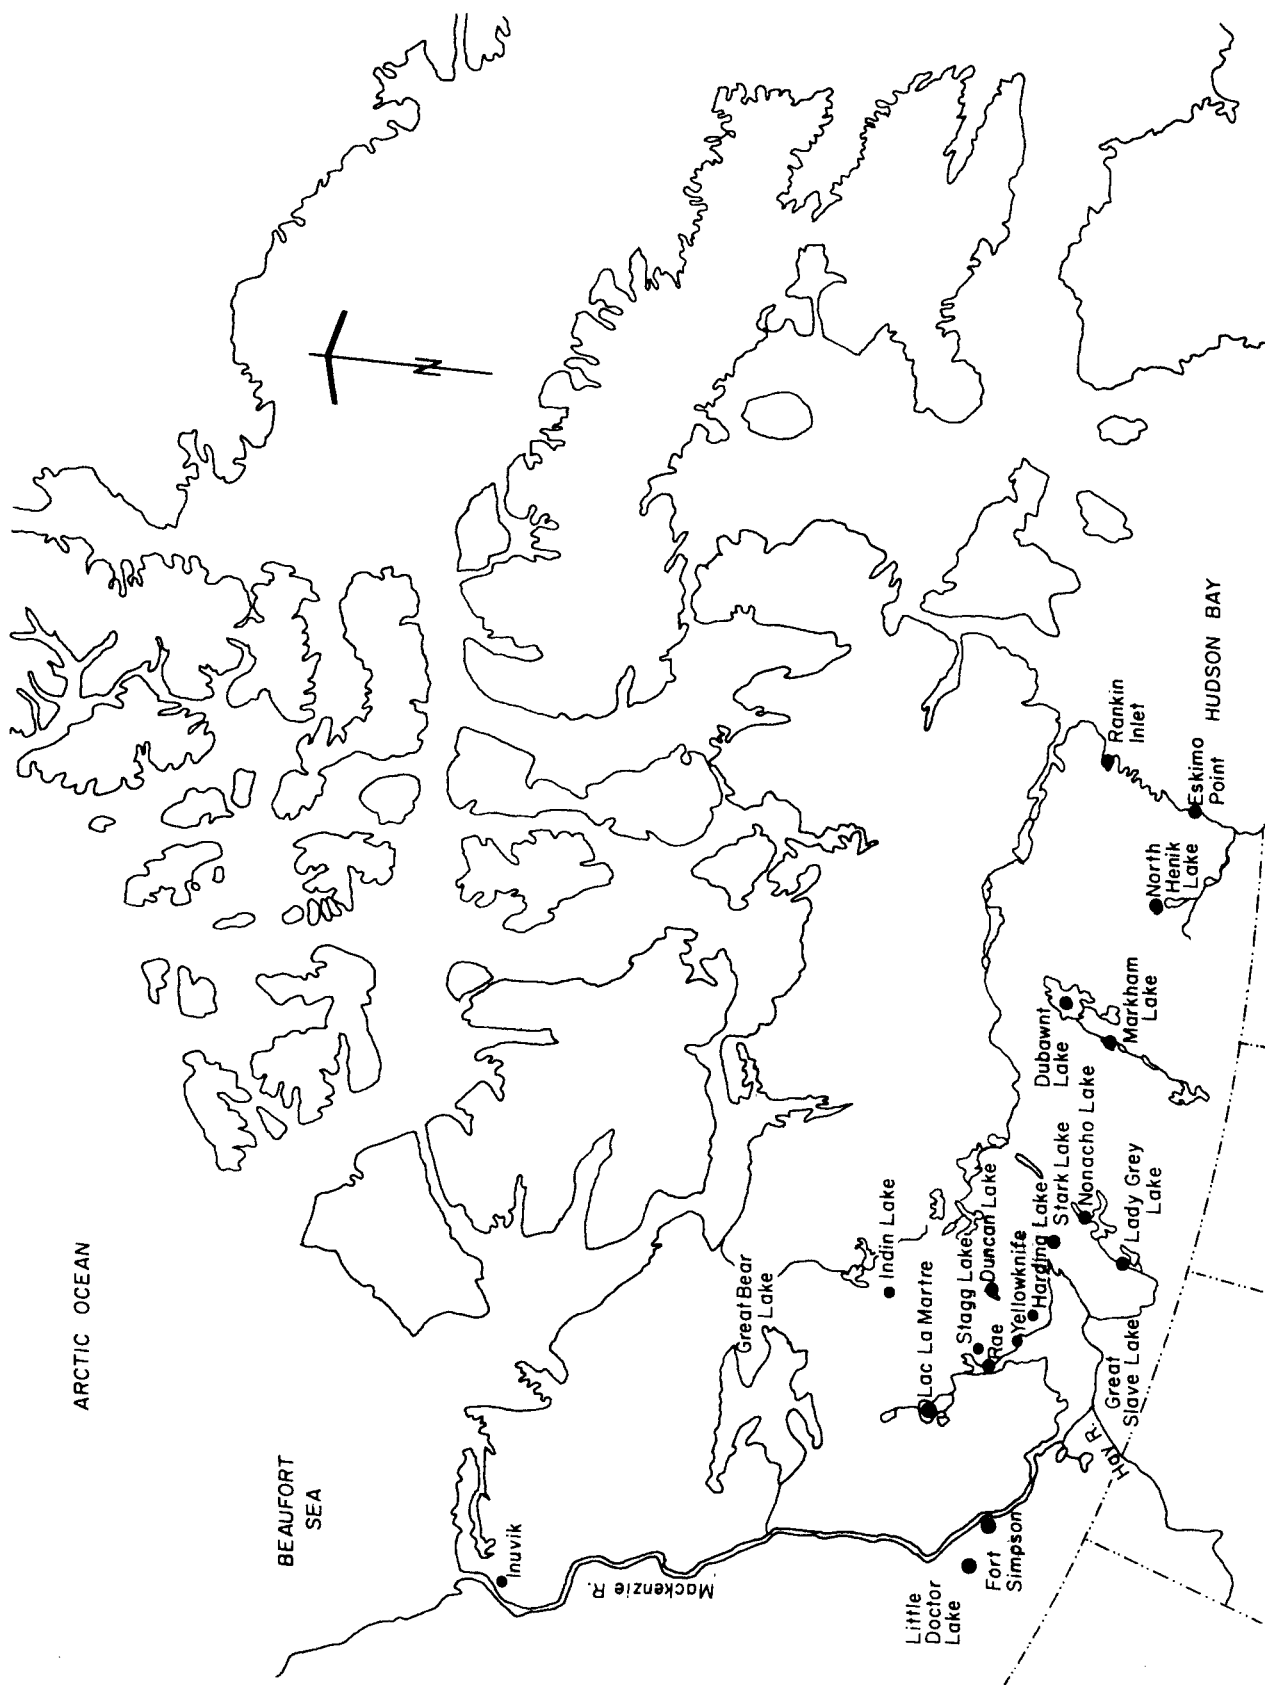 ARCTIC OCEAN
BEAUFORT
SEA
Inuvik
Mackenzie R.
Great Bear
Lake
Indin Lake
Lac La Martre
Stagg Lake
Duncan Lake
Rae
Yellowknife
Harding Lake
Stark Lake
Nonacho Lake
Lady Grey
Lake
Great
Slave Lake
Hay R.
Little
Doctor
Lake
Fort
Simpson
Dubawnt
Lake
Markham
Lake
North
Henik
Lake
Eskimo
Point
Rankin
Inlet
HUDSON BAY
N